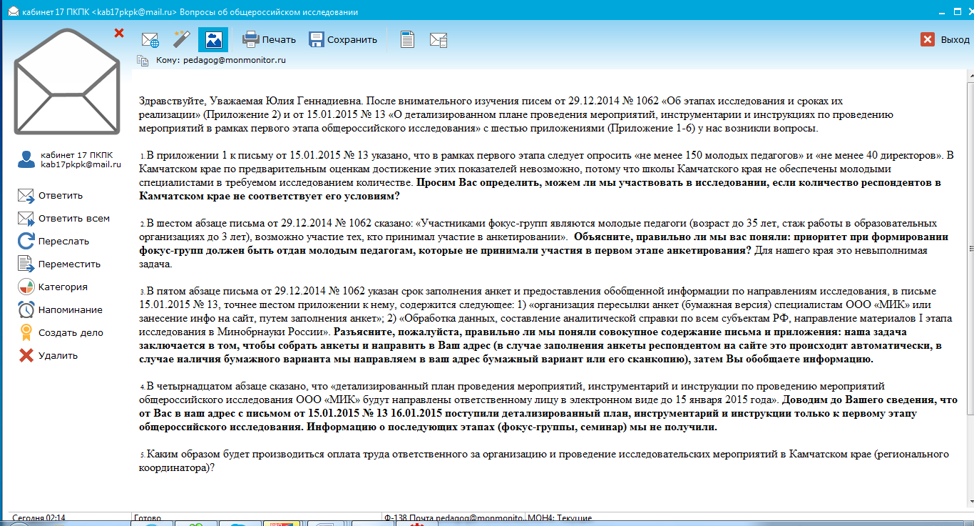 кабинет 17 ПКПК <kab17pkpk@mail.ru> Вопросы об общероссийском исследовании
Печать
Сохранить
Выход
Кому: pedagog@monmonitor.ru
кабинет 17 ПКПК
kab17pkpk@mail.ru
Ответить
Ответить всем
Переслать
Переместить
Категория
Напоминание
Создать дело
Удалить
Здравствуйте, Уважаемая Юлия Геннадиевна. После внимательного изучения писем от 29.12.2014 № 1062 «Об этапах исследования и сроках их
реализации» (Приложение 2) и от 15.01.2015 № 13 «О детализированном плане проведения мероприятий, инструментарии и инструкциях по проведению
мероприятий в рамках первого этапа общероссийского исследования» с шестью приложениями (Приложение 1-6) у нас возникли вопросы.
1.В приложении 1 к письму от 15.01.2015 № 13 указано, что в рамках первого этапа следует опросить «не менее 150 молодых педагогов» и «не менее 40 директоров». В
Камчатском крае по предварительным оценкам достижение этих показателей невозможно, потому что школы Камчатского края не обеспечены молодыми
специалистами в требуемом исследованием количестве. Просим Вас определить, можем ли мы участвовать в исследовании, если количество респондентов в
Камчатском крае не соответствует его условиям?
2.В шестом абзаце письма от 29.12.2014 № 1062 сказано: «Участниками фокус-групп являются молодые педагоги (возраст до 35 лет, стаж работы в образовательных
организациях до 3 лет), возможно участие тех, кто принимал участие в анкетировании». Объясните, правильно ли мы вас поняли: приоритет при формировании
фокус-групп должен быть отдан молодым педагогам, которые не принимали участия в первом этапе анкетирования? Для нашего края это невыполнимая
задача.
3.В пятом абзаце письма от 29.12.2014 № 1062 указан срок заполнения анкет и предоставления обобщенной информации по направлениям исследования, в письме
15.01.2015 № 13, точнее шестом приложении к нему, содержится следующее: 1) «организация пересылки анкет (бумажная версия) специалистам ООО «МИК» или
занесение инфо на сайт, путем заполнения анкет»; 2) «Обработка данных, составление аналитической справки по всем субъектам РФ, направление материалов I этапа
исследования в Минобрнауки России». Разъясните, пожалуйста, правильно ли мы поняли совокупное содержание письма и приложения: наша задача
заключается в том, чтобы собрать анкеты и направить в Ваш адрес (в случае заполнения анкеты респондентом на сайте это происходит автоматически, в
случае наличия бумажного варианта мы направляем в ваш адрес бумажный вариант или его сканкопию), затем Вы обобщаете информацию.
4.В четырнадцатом абзаце сказано, что «детализированный план проведения мероприятий, инструментарий и инструкции по проведению мероприятий
общероссийского исследования ООО «МИК» будут направлены ответственному лицу в электронном виде до 15 января 2015 года». Доводим до Вашего сведения, что
от Вас в наш адрес с письмом от 15.01.2015 № 13 16.01.2015 поступили детализированный план, инструментарий и инструкции только к первому этапу
общероссийского исследования. Информацию о последующих этапах (фокус-группы, семинар) мы не получили.
5.Каким образом будет производиться оплата труда ответственного за организацию и проведение исследовательских мероприятий в Камчатском крае (регионального
координатора)?
Сегодня 02:14
Готово
Ф-138 Почта pedagog@monmonito
МОН4: Текущие